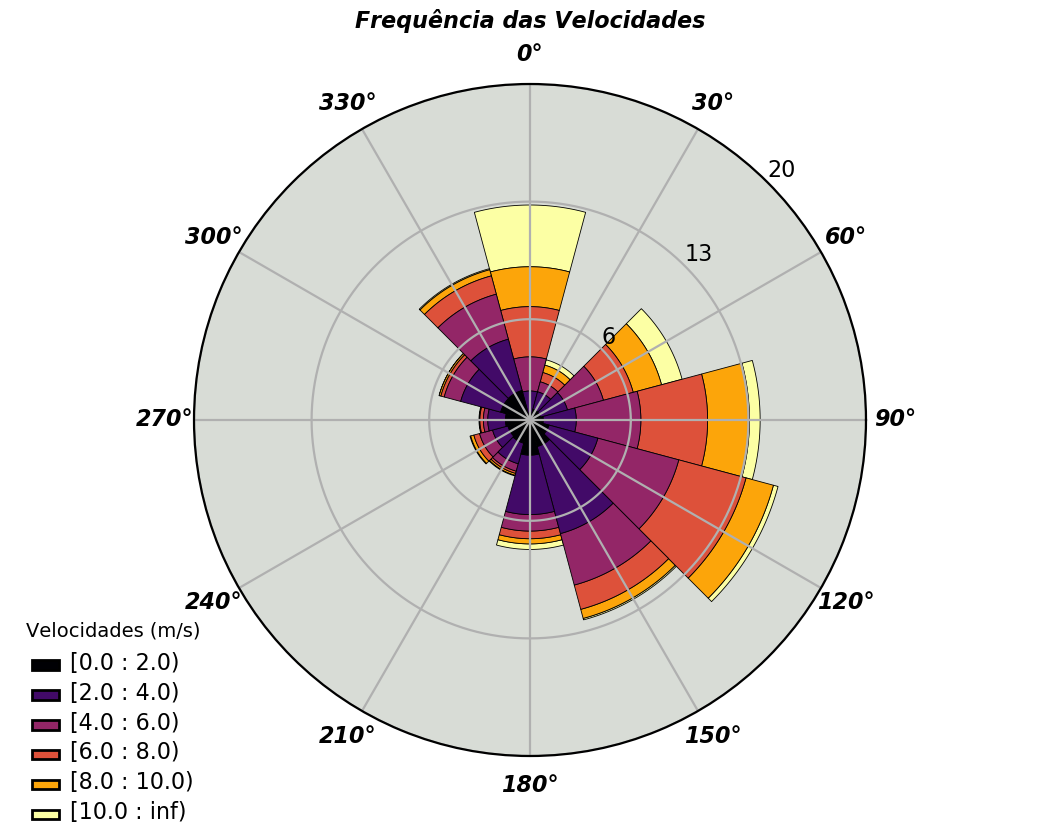 Frequência das Velocidades
0°
330°
30°
20
300°
60°
13
6
270°
90°
240°
120°
210°
150°
180°
Velocidades (m/s)
[0.0 : 2.0)
[2.0 : 4.0)
[4.0 : 6.0)
[6.0 : 8.0)
[8.0 : 10.0)
[10.0 : inf)